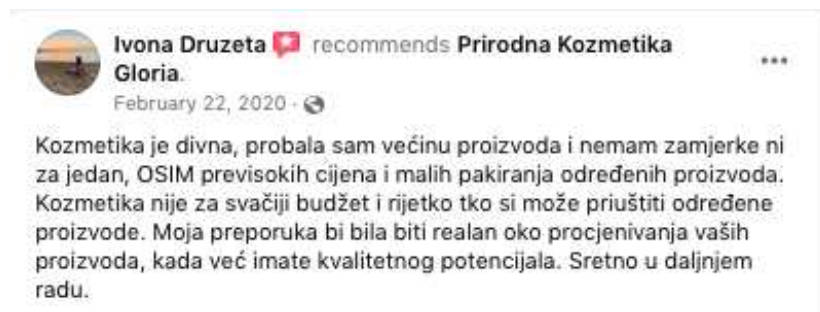 Ivona Druzeta recommends Prirodna Kozmetika
Gloria.
February 22, 2020 ·
Kozmetika je divna, probala sam većinu proizvoda i nemam zamjerke ni
za jedan, OSIM previsokih cijena i malih pakiranja određenih proizvoda.
Kozmetika nije za svačiji budžet i rijetko tko si može priuštiti određene
proizvode. Moja preporuka bi bila biti realan oko procjenivanja vaših
proizvoda, kada već imate kvalitetnog potencijala. Sretno u daljnjem
radu.